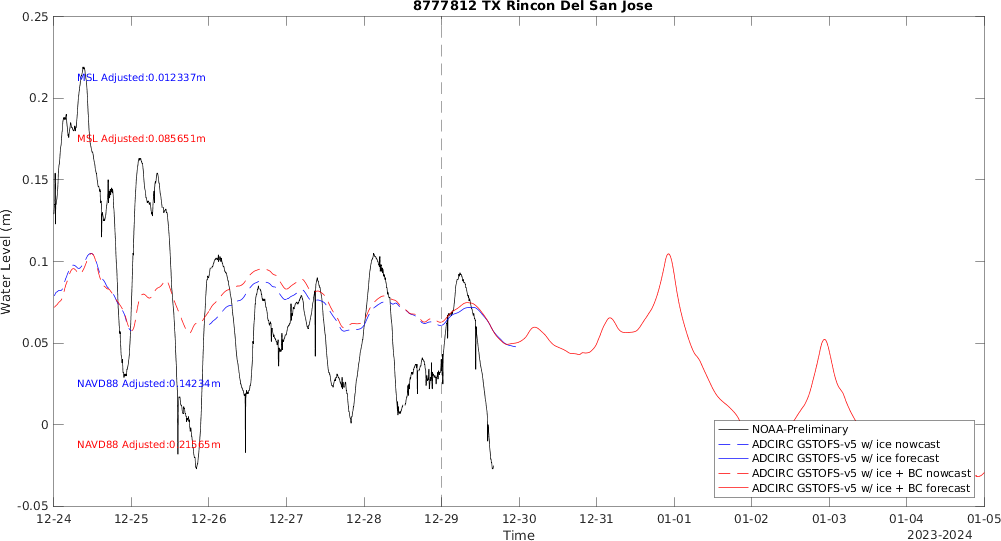 8777812 TX Rincon Del San Jose
0.25
0.2
0.15
0.1
0.05
0
-0.05
Water Level (m)
MSL Adjusted:0.012337m
MSL Adjusted:0.085651m
NAVD88 Adjusted:0.14234m
NAVD88 Adjusted:0.21565m
NOAA-Preliminary
ADCIRC GSTOFS-v5 w/ ice nowcast
ADCIRC GSTOFS-v5 w/ ice forecast
ADCIRC GSTOFS-v5 w/ ice + BC nowcast
ADCIRC GSTOFS-v5 w/ ice + BC forecast
12-24 12-25 12-26 12-27 12-28 12-29 12-30 12-31 01-01 01-02 01-03 01-04 01-05
Time
2023-2024